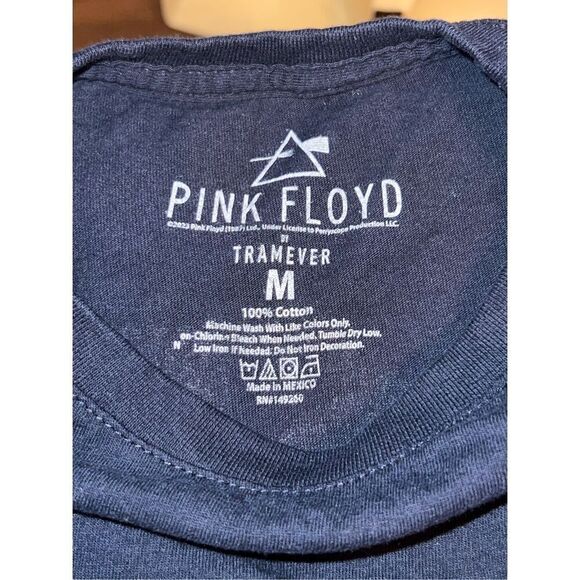 PINK FLOYD
©2023 Pink Floyd (1987) Ltd., Under License to Perryscope Production LLC.
BY
TRAMEVER
M
100% Cotton
Machine Wash With Like Colors Only.
on-Chlorine Bleach When Needed. Tumble Dry Low.
N Low Iron if Needed. Do Not Iron Decoration.
Made in MEXICO
RN#149260